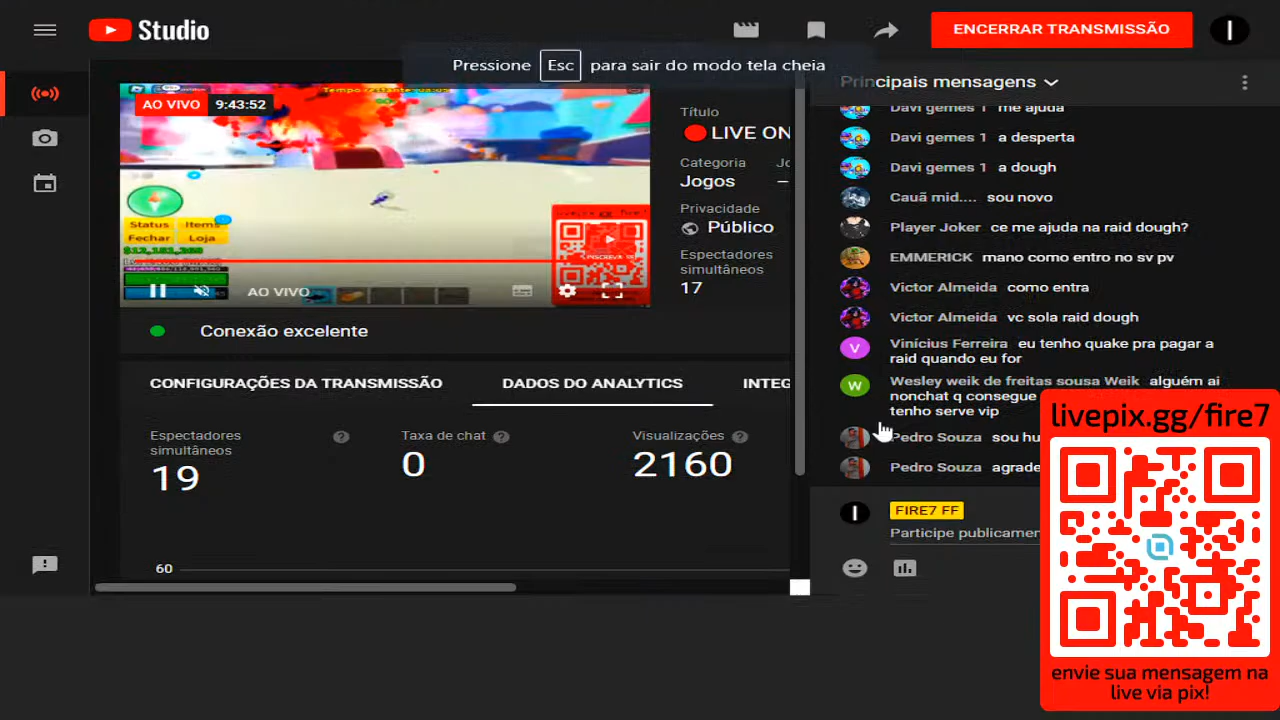 Studio
ENCERRAR TRANSMISSÃO
Pressione Esc para sair do modo tela cheia
Principais mensagens
AO VIVO 9:43:52
Tempo restante:
Status Items
Fechar Loja
AO VIVO
Título
LIVE ON
Categoria
Jogos –
Privacidade
Público
Espectadores
simultâneos
17
Conexão excelente
CONFIGURAÇÕES DA TRANSMISSÃO DADOS DO ANALYTICS INTEG
Espectadores
simultâneos
19
Taxa de chat
0
Visualizações
2160
60
Davi gemes 1 me ajuda
Davi gemes 1 a desperta
Davi gemes 1 a dough
Cauã mid.... sou novo
Player Joker ce me ajuda na raid dough?
EMMERICK mano como entro no sv pv
Victor Almeida como entra
Victor Almeida vc sola raid dough
V
Vinícius Ferreira eu tenho quake pra pagar a
raid quando eu for
W
Wesley weik de freitas sousa Weik alguém ai
nonchat q consegue
tenho serve vip
Pedro Souza sou hu
Pedro Souza agrade
FIRE7 FF
Participe publicamen
livepix.gg/fire7
envie sua mensagem na
live via pix!